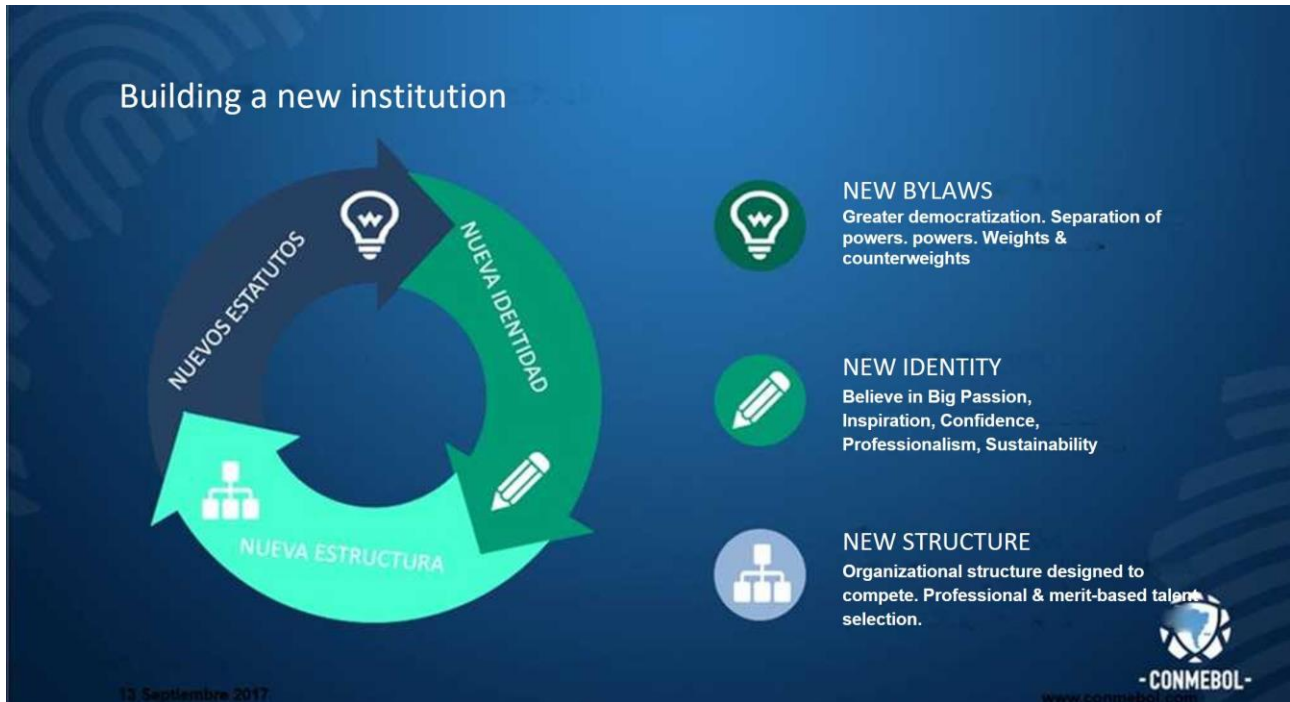 Building a new institution
NUEVOS ESTATUTOS
NUEVA IDENTIDAD
NUEVA ESTRUCTURA
NEW BYLAWS
Greater democratization. Separation of
powers. powers. Weights &
counterweights
NEW IDENTITY
Believe in Big Passion,
Inspiration, Confidence,
Professionalism, Sustainability
NEW STRUCTURE
Organizational structure designed to
compete. Professional & merit-based talent
selection.
-CONMEBOL-
13 Septiembre 2017
www.conmebol.com